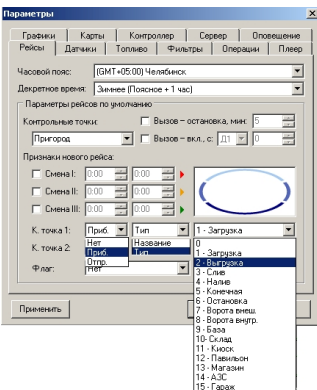 Параметры
Графики Карты Контроллер Сервер Оповещение
Рейсы Датчики Топливо Фильтры Операции Плеер
Часовой пояс: (GMT+05:00) Челябинск
Декретное время: Зимнее (Поясное + 1 час)
Параметры рейсов по умолчанию
Контрольные точки: Вызов – остановка, мин: 5
Пригород Вызов – вкл., с: Д1 0
Признаки нового рейса:
Смена I: 0:00 0:00
Смена II: 0:00 0:00
Смена III: 0:00 0:00
К. точка 1: Приб. Тип 1 - Загрузка
К. точка 2:
Нет
Приб.
Отпр.
Название
Тип
Флаг: Нет
0
1 - Загрузка
2 - Выгрузка
3 - Слив
4 - Налив
5 - Конечная
6 - Остановка
7 - Ворота внеш.
8 - Ворота внутр.
9 - База
10- Склад
11 - Киоск
12 - Павильон
13 - Магазин
14 - АЗС
15 - Гараж
Применить